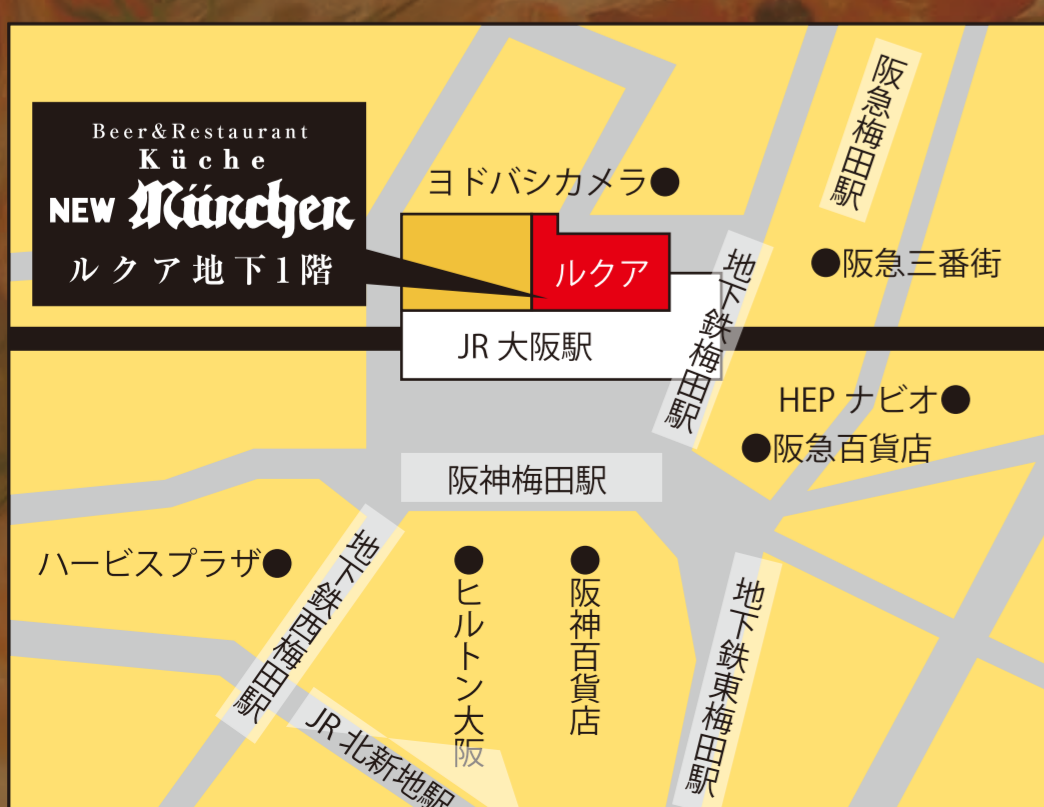 Beer&Restaurant
Küche
NEW München
ルクア地下1階
ヨドバシカメラ●
阪急梅田駅
●阪急三番街
ルクア
地下鉄梅田駅
JR 大阪駅
HEP ナビオ●
●阪急百貨店
阪神梅田駅
ハービスプラザ●
地下鉄西梅田駅
●ヒルトン大阪
●阪神百貨店
地下鉄東梅田駅
JR 北新地駅